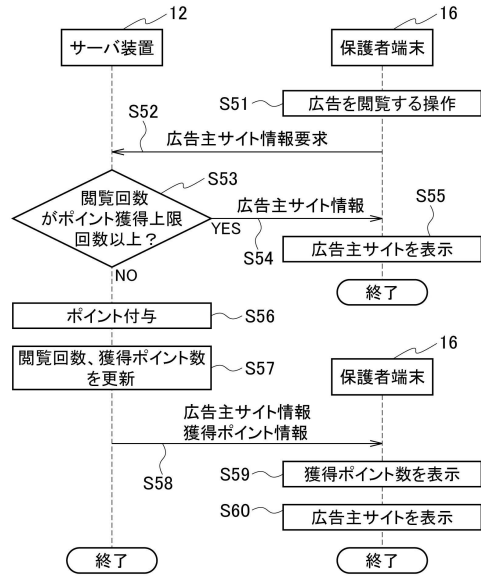 12
サーバ装置
16
保護者端末
S51
広告を閲覧する操作
S52
広告主サイト情報要求
S53
閲覧回数
がポイント獲得上限
回数以上?
YES
広告主サイト情報
S54
S55
広告主サイトを表示
終了
NO
ポイント付与
S56
閲覧回数、獲得ポイント数
を更新
S57
16
保護者端末
広告主サイト情報
獲得ポイント情報
S58
S59
獲得ポイント数を表示
S60
広告主サイトを表示
終了
終了